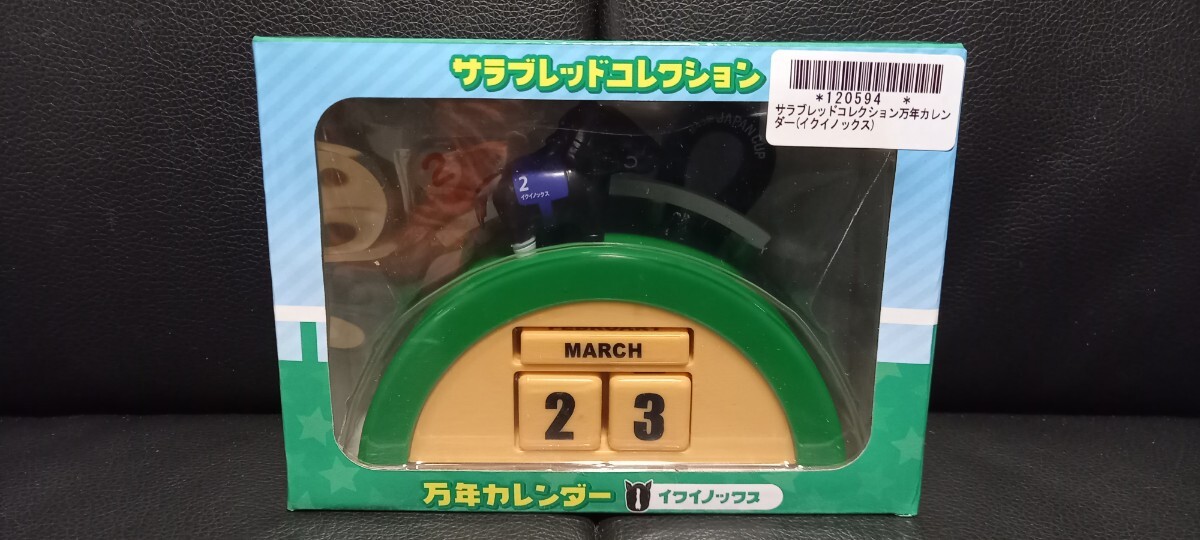 サラブレッドコレクション
*120594 *
サラブレッドコレクション万年カレン
ダー(イクイノックス)
JAPAN CUP
2
イクイノックス
FEBRUARY
MARCH
2 3
万年カレンダー イクイノックス